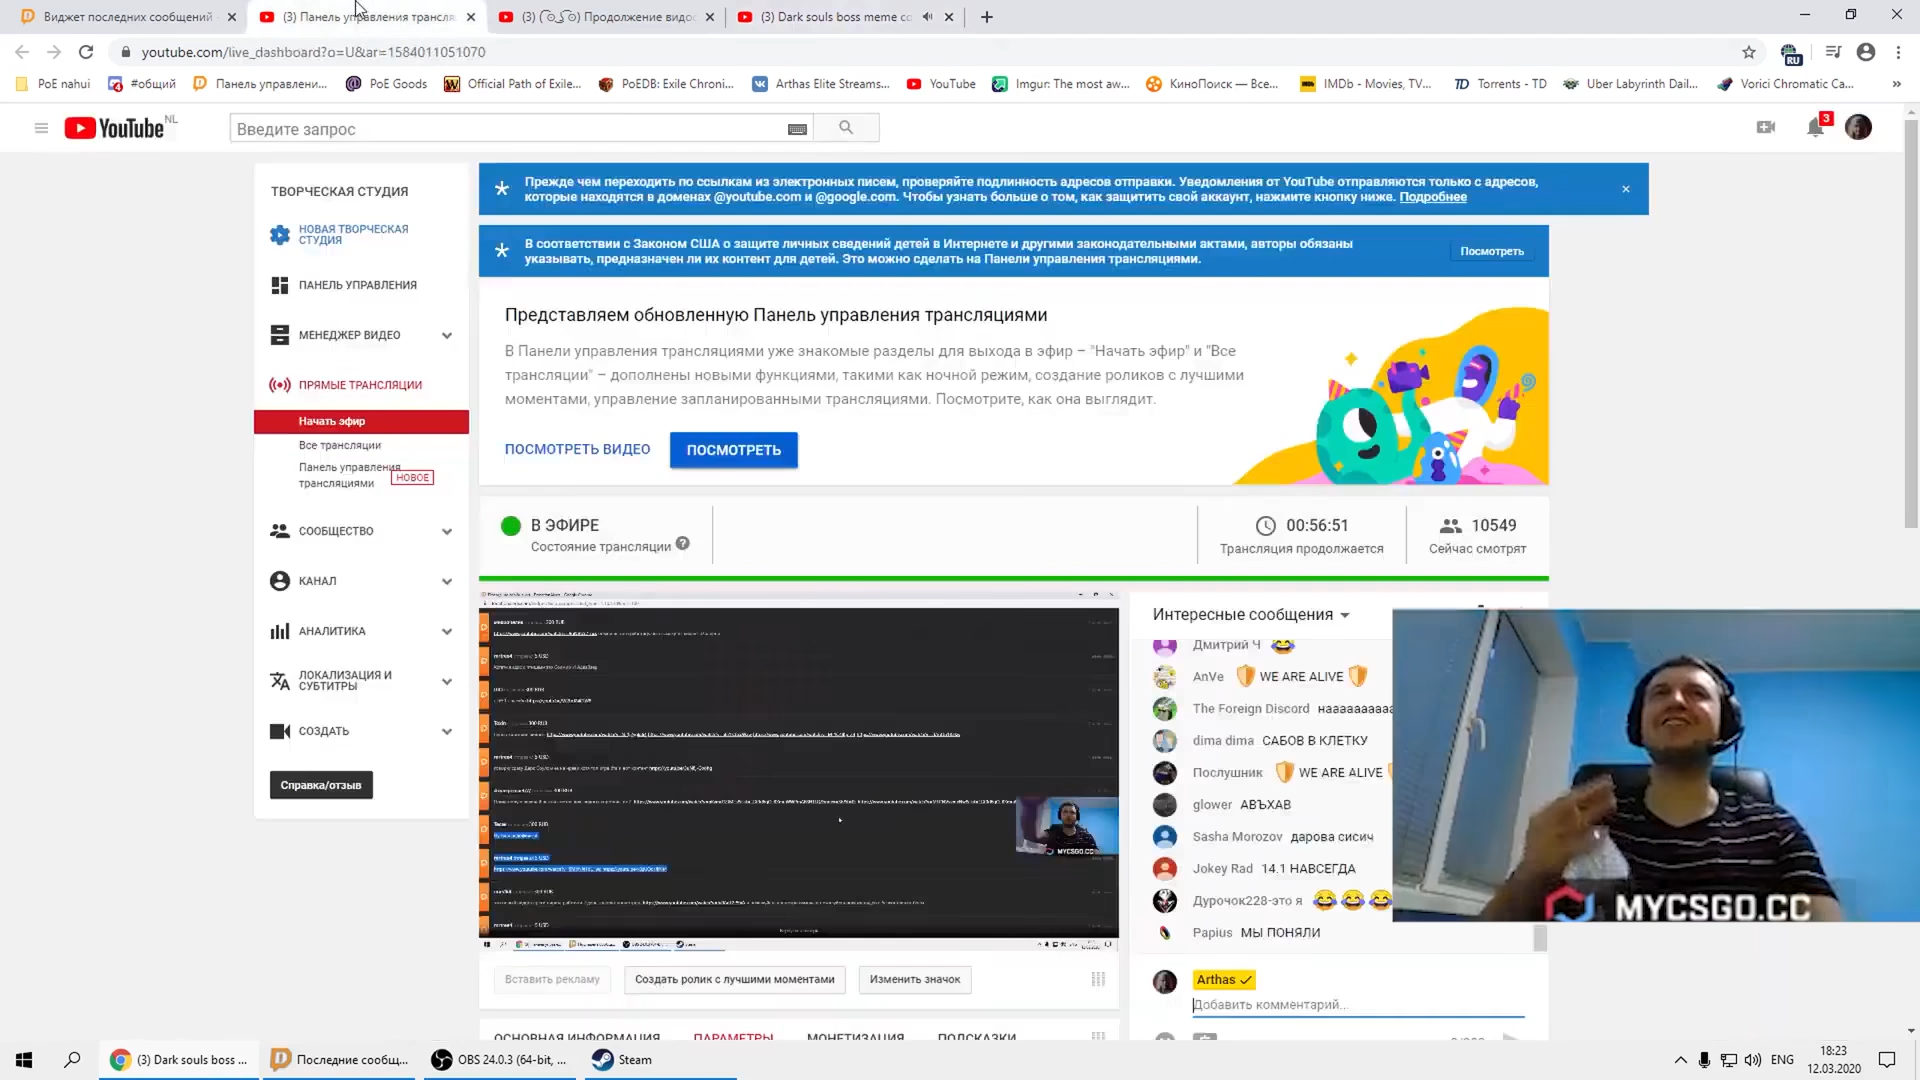 Виджет последних сообщений
(3) Панель управления трансля
(3) ( ͡⊙ ͜ʖ ͡⊙) Продолжение видос
(3) Dark souls boss meme co
youtube.com/live_dashboard?o=U&ar=1584011051070
PoE nahui
#общий
Панель управлени...
PoE Goods
Official Path of Exile...
PoEDB: Exile Chroni...
Arthas Elite Streams...
YouTube
Imgur: The most aw...
КиноПоиск — Все...
IMDb - Movies, TV...
Torrents - TD
Uber Labyrinth Dail...
Vorici Chromatic Ca...
YouTube NL
Введите запрос
3
ТВОРЧЕСКАЯ СТУДИЯ
НОВАЯ ТВОРЧЕСКАЯ
СТУДИЯ
ПАНЕЛЬ УПРАВЛЕНИЯ
МЕНЕДЖЕР ВИДЕО
ПРЯМЫЕ ТРАНСЛЯЦИИ
Начать эфир
Все трансляции
Панель управления
трансляциями
НОВОЕ
СООБЩЕСТВО
КАНАЛ
АНАЛИТИКА
ЛОКАЛИЗАЦИЯ И
СУБТИТРЫ
СОЗДАТЬ
Справка/отзыв
Прежде чем переходить по ссылкам из электронных писем, проверяйте подлинность адресов отправки. Уведомления от YouTube отправляются только с адресов,
которые находятся в доменах @youtube.com и @google.com. Чтобы узнать больше о том, как защитить свой аккаунт, нажмите кнопку ниже. Подробнее
В соответствии с Законом США о защите личных сведений детей в Интернете и другими законодательными актами, авторы обязаны
указывать, предназначен ли их контент для детей. Это можно сделать на Панели управления трансляциями.
Посмотреть
Представляем обновленную Панель управления трансляциями
В Панели управления трансляциями уже знакомые разделы для выхода в эфир – "Начать эфир" и "Все
трансляции" – дополнены новыми функциями, такими как ночной режим, создание роликов с лучшими
моментами, управление запланированными трансляциями. Посмотрите, как она выглядит.
ПОСМОТРЕТЬ ВИДЕО
ПОСМОТРЕТЬ
В ЭФИРЕ
Состояние трансляции
00:56:51
Трансляция продолжается
10549
Сейчас смотрят
MYCSGO.CC
Вставить рекламу
Создать ролик с лучшими моментами
Изменить значок
ОСНОВНАЯ ИНФОРМАЦИЯ
ПАРАМЕТРЫ
МОНЕТИЗАЦИЯ
ПОДСКАЗКИ
Интересные сообщения
Дмитрий Ч 😂
AnVe WE ARE ALIVE
The Foreign Discord нааааааааа
dima dima САБОВ В КЛЕТКУ
Послушник WE ARE ALIVE
glower АВЪХАВ
Sasha Morozov дарова сисич
Jokey Rad 14.1 НАВСЕГДА
Дурочок228-это я 😂😂😂
Papius МЫ ПОНЯЛИ
Arthas
Добавить комментарий...
MYCSGO.CC
(3) Dark souls boss ...
Последние сообщ...
OBS 24.0.3 (64-bit, ...
Steam
ENG
18:23
12.03.2020